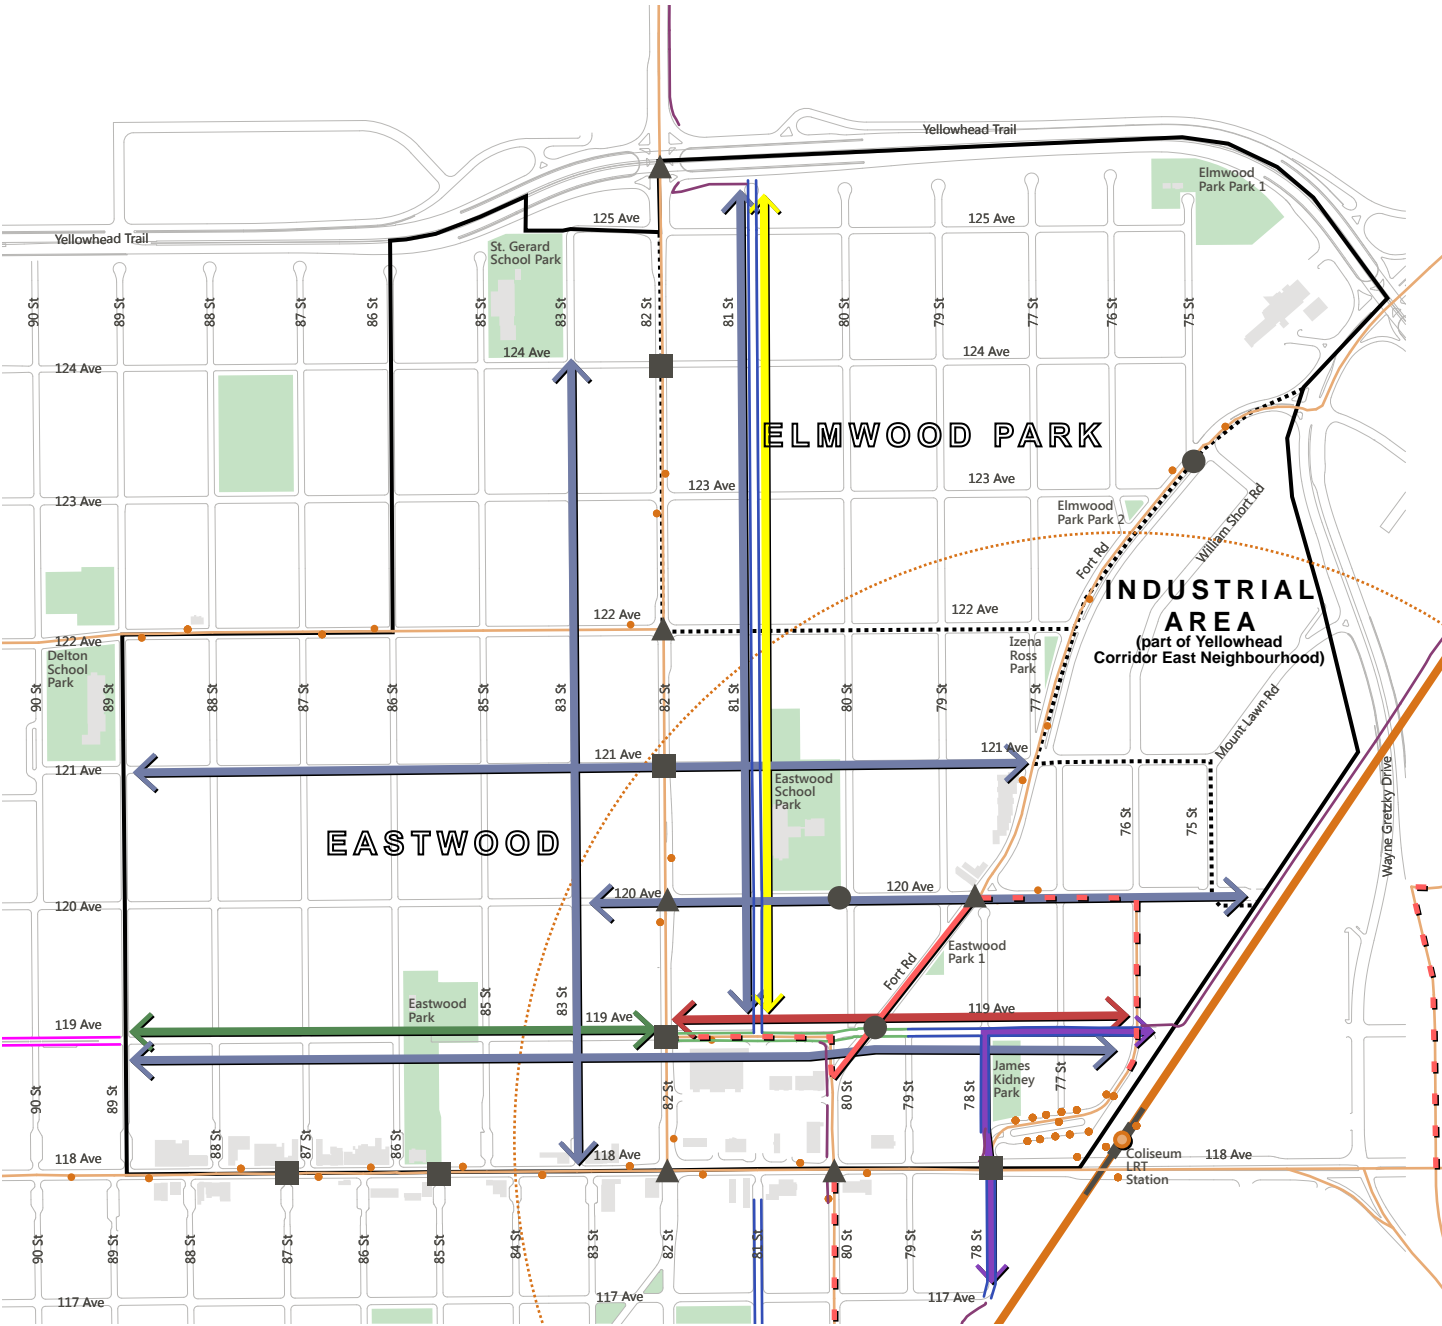 Yellowhead Trail
Elmwood
Park Park 1
125 Ave
125 Ave
Yellowhead Trail
St. Gerard
School Park
90 St
89 St
88 St
87 St
86 St
85 St
83 St
82 St
81 St
80 St
79 St
77 St
76 St
75 St
124 Ave
124 Ave
124 Ave
ELMWOOD PARK
123 Ave
123 Ave
123 Ave
Elmwood
Park Park 2
William Short Rd
Fort Rd
INDUSTRIAL
AREA
(part of Yellowhead
Corridor East Neighbourhood)
122 Ave
122 Ave
122 Ave
Delton
School
Park
Izena
Ross
Park
90 St
89 St
88 St
87 St
86 St
85 St
83 St
82 St
81 St
80 St
79 St
77 St
Mount Lawn Rd
121 Ave
121 Ave
121 Ave
Eastwood
School
Park
76 St
75 St
Wayne Gretzky Drive
EASTWOOD
120 Ave
120 Ave
120 Ave
Eastwood
Park 1
Fort Rd
Eastwood
Park
85 St
83 St
119 Ave
119 Ave
119 Ave
James
Kidney
Park
90 St
89 St
82 St
80 St
79 St
78 St
77 St
88 St
87 St
86 St
118 Ave
118 Ave
118 Ave
Coliseum
LRT
Station
90 St
89 St
88 St
87 St
86 St
85 St
84 St
83 St
82 St
81 St
80 St
79 St
78 St
117 Ave
117 Ave
117 Ave